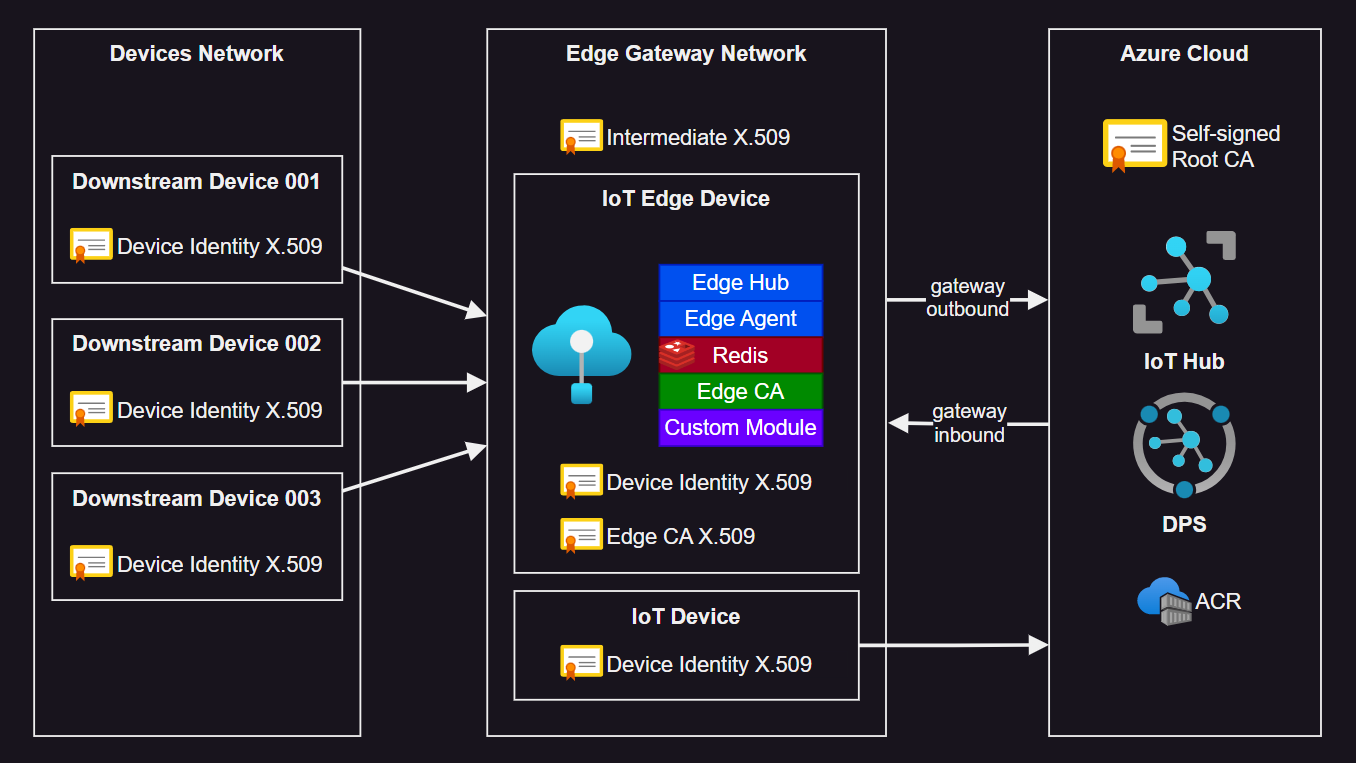 Devices Network
Downstream Device 001
Device Identity X.509
Downstream Device 002
Device Identity X.509
Downstream Device 003
Device Identity X.509
Edge Gateway Network
Intermediate X.509
IoT Edge Device
Edge Hub
Edge Agent
Redis
Edge CA
Custom Module
Device Identity X.509
Edge CA X.509
IoT Device
Device Identity X.509
gateway
outbound
gateway
inbound
Azure Cloud
Self-signed
Root CA
IoT Hub
DPS
ACR